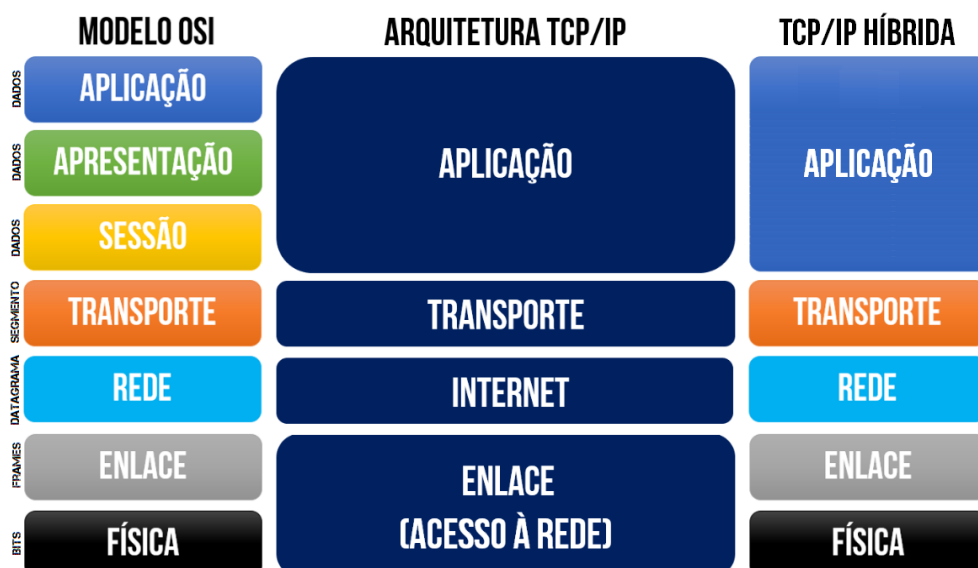 MODELO OSI
ARQUITETURA TCP/IP
TCP/IP HÍBRIDA
DADOS
APLICAÇÃO
DADOS
APRESENTAÇÃO
DADOS
SESSÃO
SEGMENTO
TRANSPORTE
DATAGRAMA
REDE
FRAMES
ENLACE
BITS
FÍSICA
APLICAÇÃO
TRANSPORTE
INTERNET
ENLACE
(ACESSO À REDE)
APLICAÇÃO
TRANSPORTE
REDE
ENLACE
FÍSICA